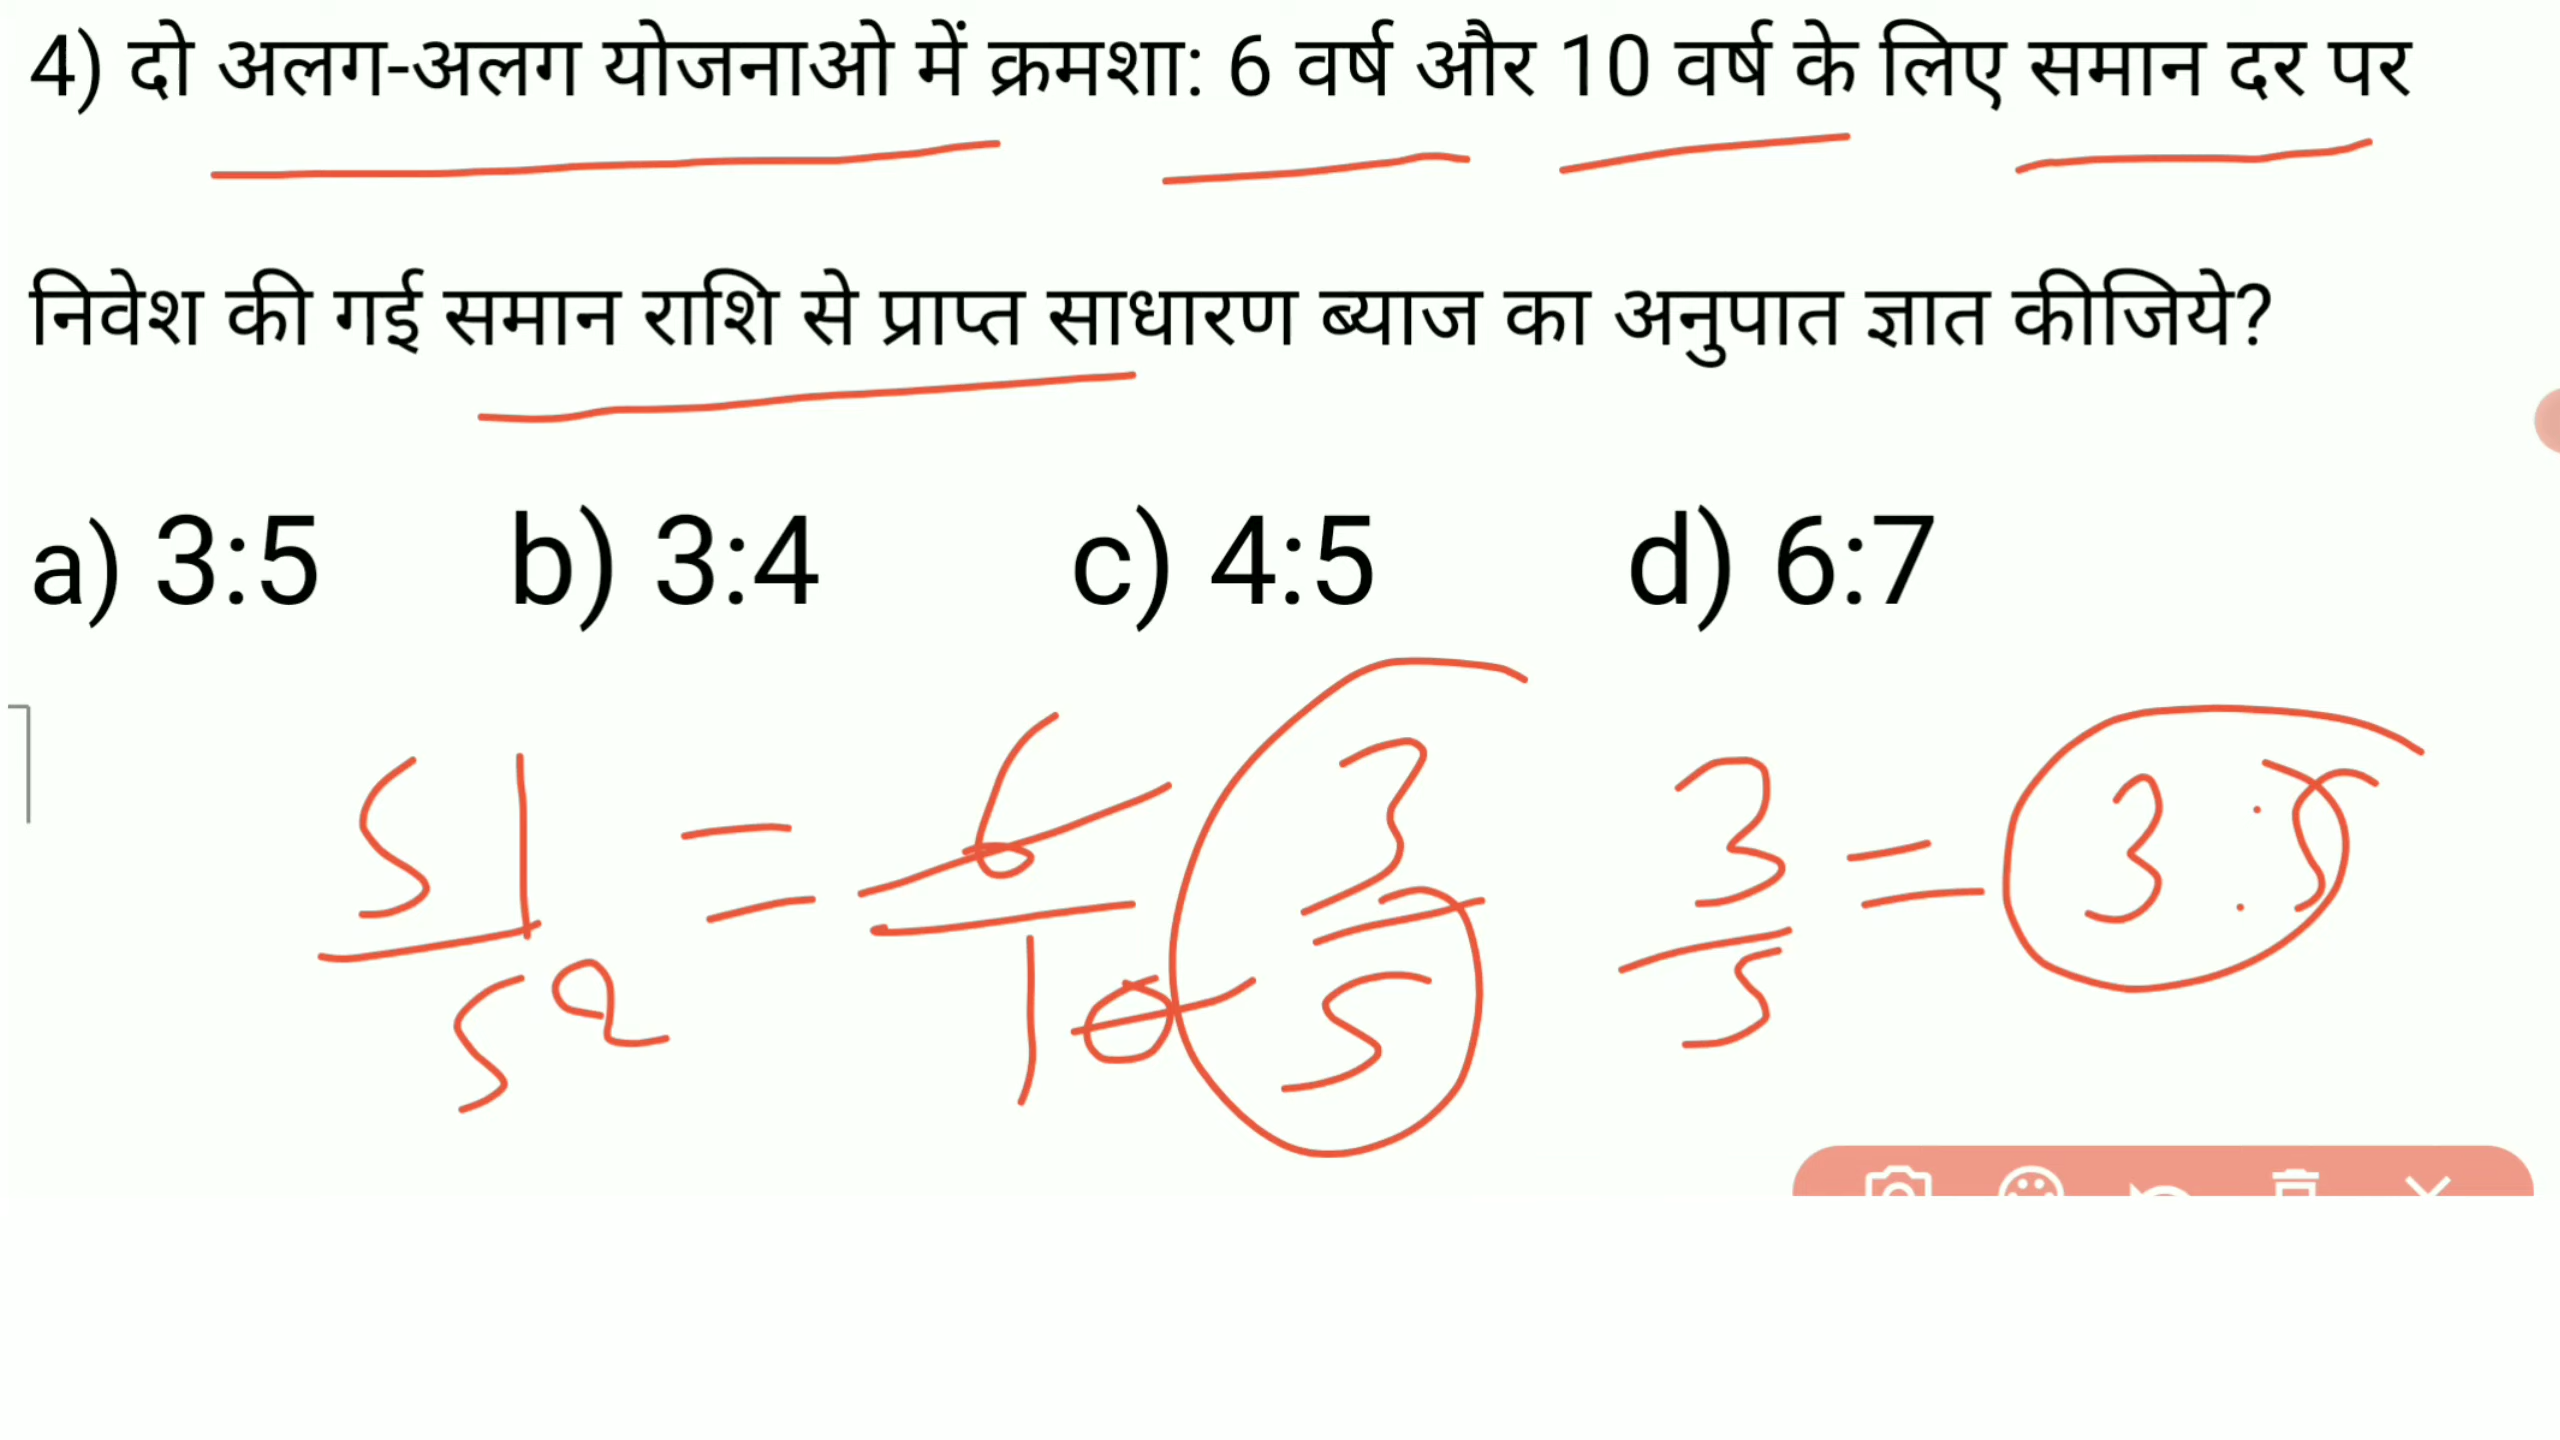 4) दो अलग-अलग योजनाओ में क्रमशा: 6 वर्ष और 10 वर्ष के लिए समान दर पर
निवेश की गई समान राशि से प्राप्त साधारण ब्याज का अनुपात ज्ञात कीजिये?
a) 3:5 b) 3:4 c) 4:5 d) 6:7
S1 = 6 3 3 = 3:5
S2 10 5 5